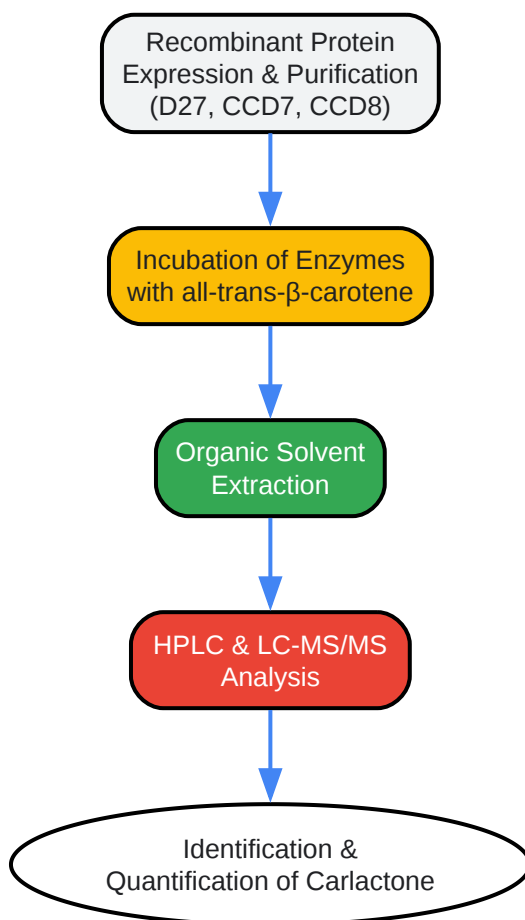 Recombinant Protein
Expression & Purification
(D27, CCD7, CCD8)
Incubation of Enzymes
with all-trans-β-carotene
Organic Solvent
Extraction
HPLC & LC-MS/MS
Analysis
Identification &
Quantification of Carlactone